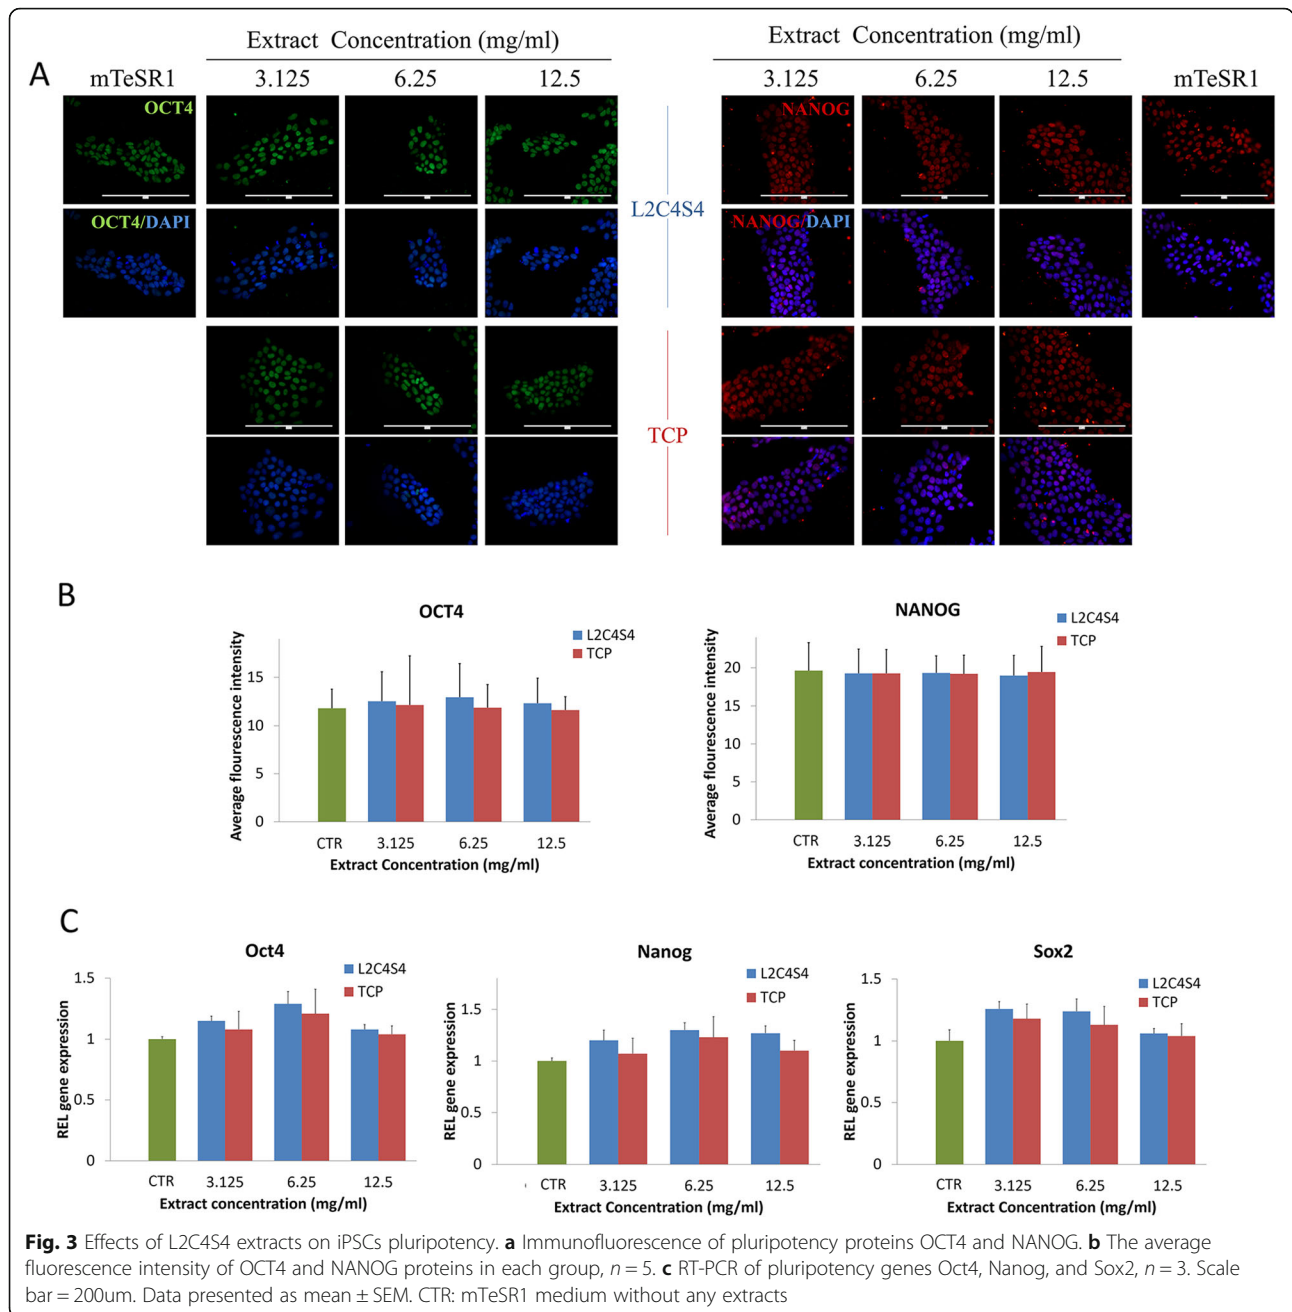 Extract Concentration (mg/ml)
Extract Concentration (mg/ml)
A
mTeSR1 3.125 6.25 12.5
3.125 6.25 12.5 mTeSR1
OCT4
NANOG
L2C4S4
OCT4/DAPI
NANOG/DAPI
TCP
B
OCT4
L2C4S4
TCP
Average flourescence intensity
15
10
5
0
CTR 3.125 6.25 12.5
Extract Concentration (mg/ml)
NANOG
L2C4S4
TCP
Average flourescence intensity
20
15
10
5
0
CTR 3.125 6.25 12.5
Extract concentration (mg/ml)
C
Oct4
L2C4S4
TCP
REL gene expression
1.5
1
0.5
0
CTR 3.125 6.25 12.5
Extract concentration (mg/ml)
Nanog
L2C4S4
TCP
REL gene expression
1.5
1
0.5
0
CTR 3.125 6.25 12.5
Extract concentration (mg/ml)
Sox2
L2C4S4
TCP
REL gene expression
1.5
1
0.5
0
CTR 3.125 6.25 12.5
Extract concentration (mg/ml)
Fig. 3 Effects of L2C4S4 extracts on iPSCs pluripotency. a Immunofluorescence of pluripotency proteins OCT4 and NANOG. b The average
fluorescence intensity of OCT4 and NANOG proteins in each group, n = 5. c RT-PCR of pluripotency genes Oct4, Nanog, and Sox2, n = 3. Scale
bar = 200um. Data presented as mean ± SEM. CTR: mTeSR1 medium without any extracts